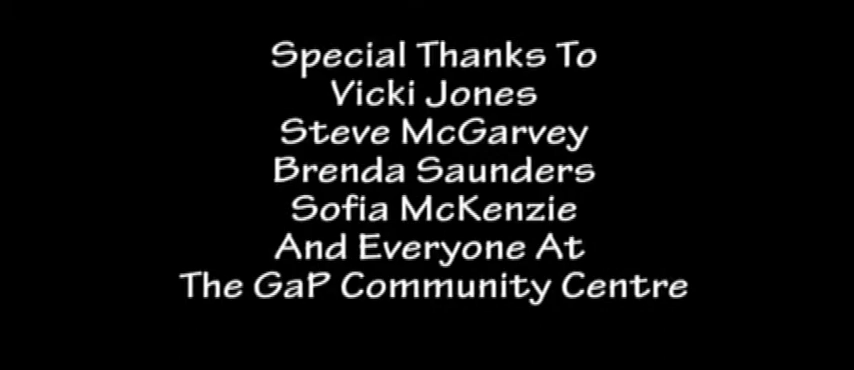 Special Thanks To
Vicki Jones
Steve McGarvey
Brenda Saunders
Sofia McKenzie
And Everyone At
The GaP Community Centre